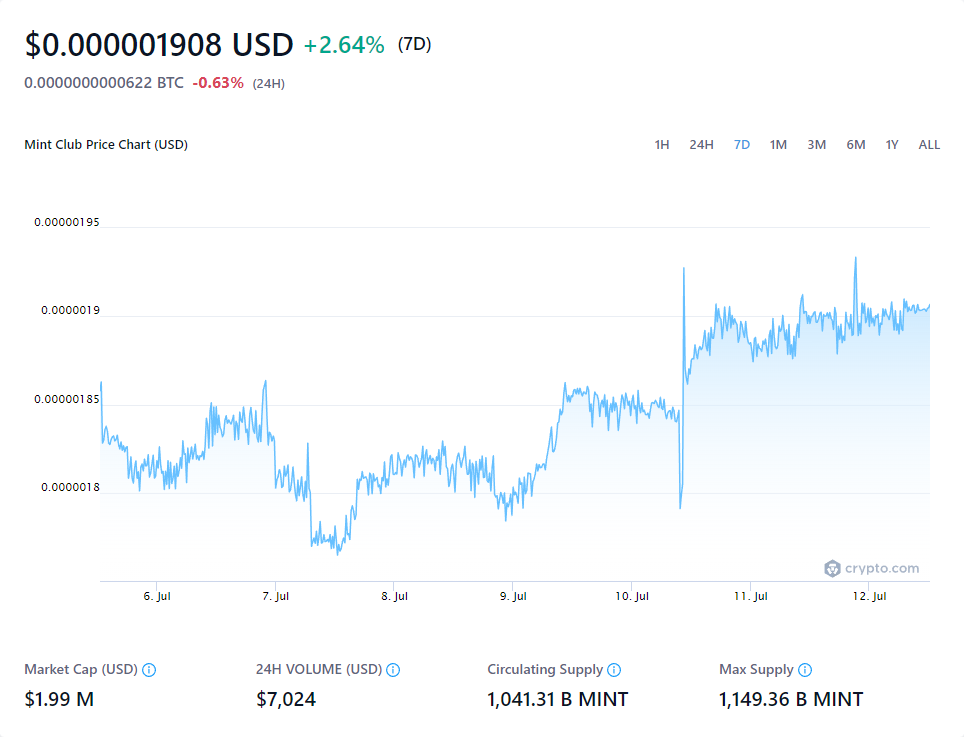 $0.000001908 USD +2.64% (7D)
0.0000000000622 BTC -0.63% (24H)
Mint Club Price Chart (USD) 1H 24H 7D 1M 3M 6M 1Y ALL
0.00000195
0.0000019
0.00000185
0.0000018
crypto.com
6. Jul 7. Jul 8. Jul 9. Jul 10. Jul 11. Jul 12. Jul
Market Cap (USD) 24H VOLUME (USD) Circulating Supply Max Supply
$1.99 M $7,024 1,041.31 B MINT 1,149.36 B MINT